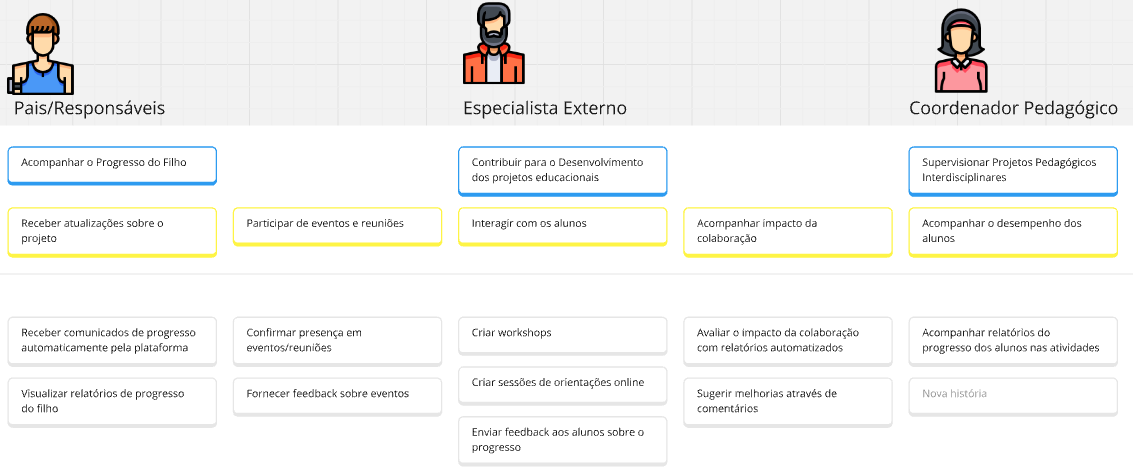 Pais/Responsáveis
Especialista Externo
Coordenador Pedagógico
Acompanhar o Progresso do Filho
Contribuir para o Desenvolvimento
dos projetos educacionais
Supervisionar Projetos Pedagógicos
Interdisciplinares
Receber atualizações sobre o
projeto
Participar de eventos e reuniões
Interagir com os alunos
Acompanhar impacto da
colaboração
Acompanhar o desempenho dos
alunos
Receber comunicados de progresso
automaticamente pela plataforma
Confirmar presença em
eventos/reuniões
Criar workshops
Avaliar o impacto da colaboração
com relatórios automatizados
Acompanhar relatórios do
progresso dos alunos nas atividades
Visualizar relatórios de progresso
do filho
Fornecer feedback sobre eventos
Criar sessões de orientações online
Sugerir melhorias através de
comentários
Nova história
Enviar feedback aos alunos sobre o
progresso